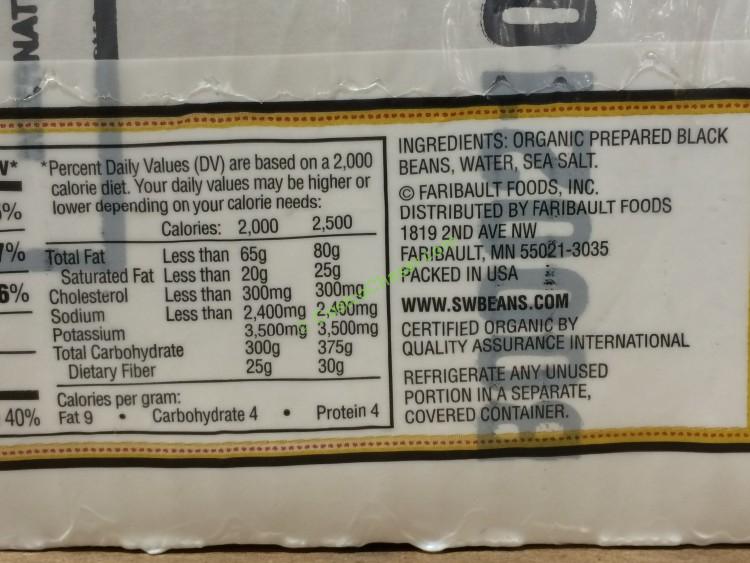 NAT
V*
%
7%
6%
40%
*Percent Daily Values (DV) are based on a 2,000
calorie diet. Your daily values may be higher or
lower depending on your calorie needs:
Calories: 2,000 2,500
Total Fat Less than 65g 80g
Saturated Fat Less than 20g 25g
Cholesterol Less than 300mg 300mg
Sodium Less than 2,400mg 2,400mg
Potassium 3,500mg 3,500mg
Total Carbohydrate 300g 375g
Dietary Fiber 25g 30g
Calories per gram:
Fat 9 • Carbohydrate 4 • Protein 4
INGREDIENTS: ORGANIC PREPARED BLACK
BEANS, WATER, SEA SALT.
© FARIBAULT FOODS, INC.
DISTRIBUTED BY FARIBAULT FOODS
1819 2ND AVE NW
FARIBAULT, MN 55021-3035
PACKED IN USA
WWW.SWBEANS.COM
CERTIFIED ORGANIC BY
QUALITY ASSURANCE INTERNATIONAL
REFRIGERATE ANY UNUSED
PORTION IN A SEPARATE,
COVERED CONTAINER.